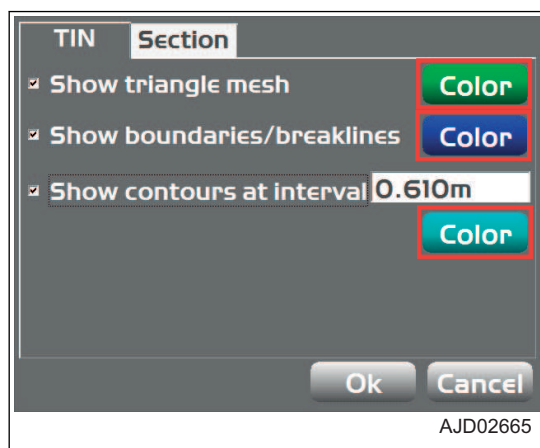 TIN Section
Show triangle mesh Color
Show boundaries/breaklines Color
Show contours at interval 0.610m
Color
Ok Cancel
AJD02665